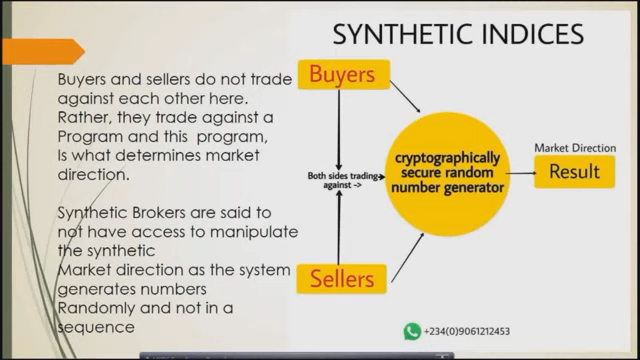 SYNTHETIC INDICES
Buyers and sellers do not trade
against each other here.
Rather, they trade against a
Program and this program,
Is what determines market
direction.
Synthetic Brokers are said to
not have access to manipulate
the synthetic
Market direction as the system
generates numbers
Randomly and not in a
sequence
Buyers
Both sides trading
against ->
Sellers
cryptographically
secure random
number generator
Market Direction
Result
+234(0)9061212453